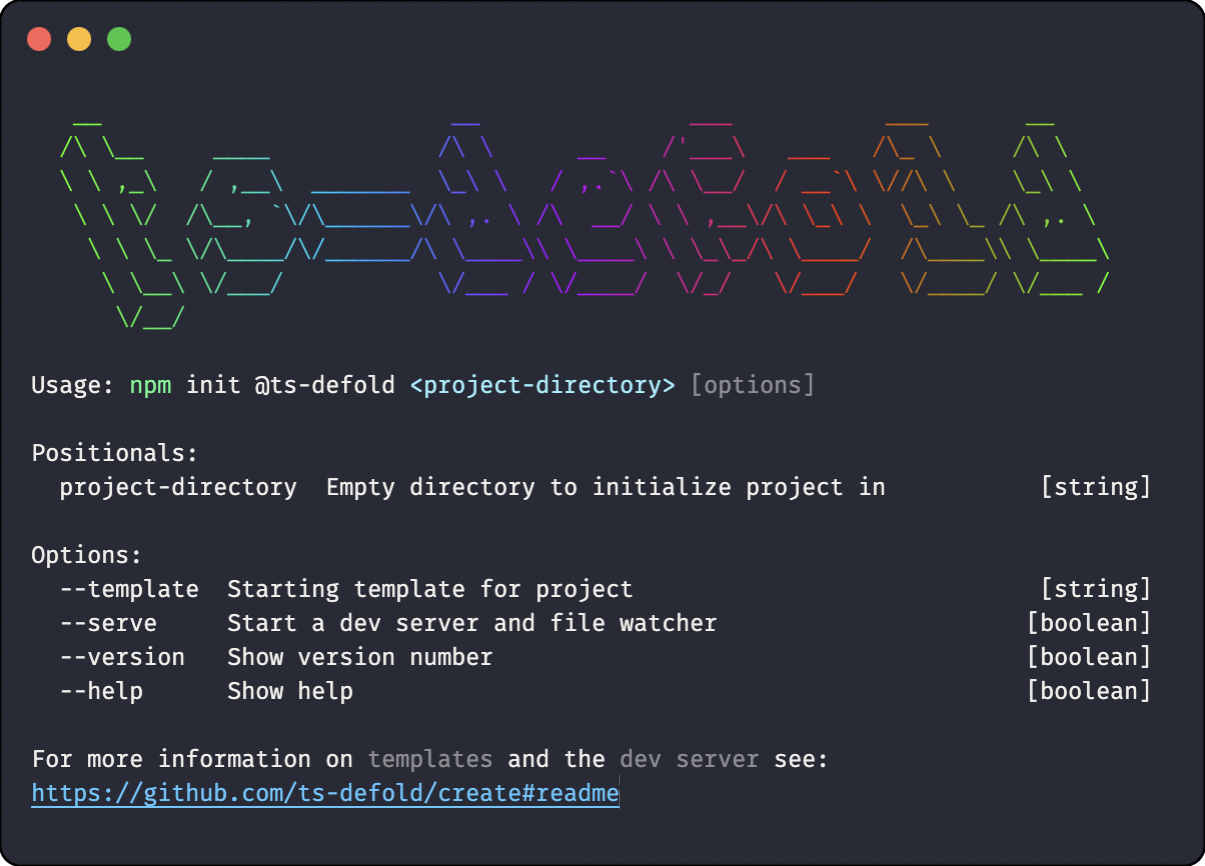 ts-defold
Usage: npm init @ts-defold <project-directory> [options]
Positionals:
project-directory  Empty directory to initialize project in [string]
Options:
--template  Starting template for project [string]
--serve  Start a dev server and file watcher [boolean]
--version  Show version number [boolean]
--help  Show help [boolean]
For more information on templates and the dev server see:
https://github.com/ts-defold/create#readme